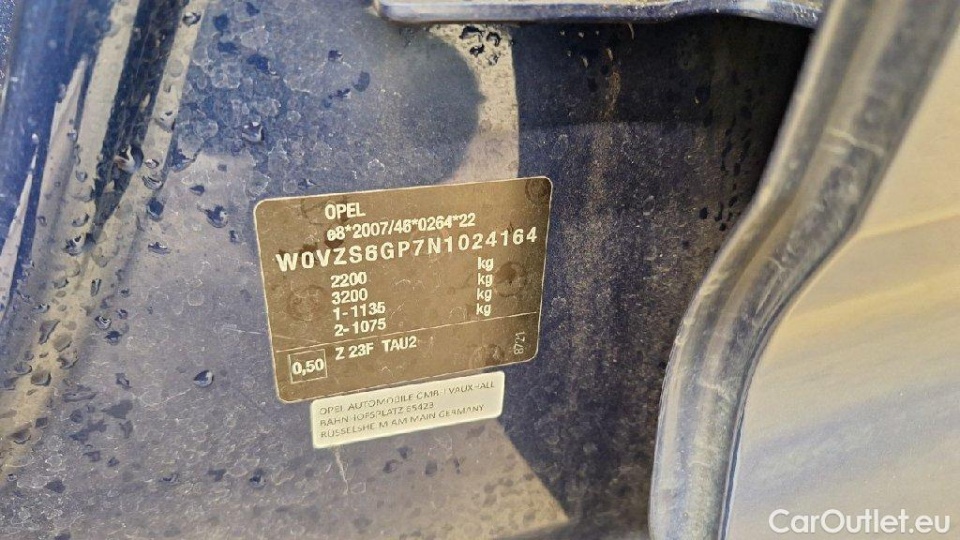 OPEL
e8*2007/46*0264*22
W0VZS6GP7N1024164
2200 kg
3200 kg
1-1135 kg
2-1075 kg
0,50 Z 23F TAU2
8721
OPEL AUTOMOBILE GMBH VAUXHALL
BAHNHOFSPLATZ 65423
RÜSSELSHEIM AM MAIN GERMANY
CarOutlet.eu